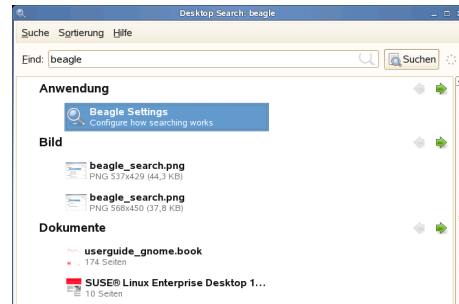 Desktop Search: beagle
Suche Sortierung Hilfe
Find: beagle Suchen
Anwendung
Beagle Settings
Configure how searching works
Bild
beagle_search.png
PNG 537x429 (44,3 KB)
beagle_search.png
PNG 568x450 (37,8 KB)
Dokumente
userguide_gnome.book
174 Seiten
SUSE® Linux Enterprise Desktop 1...
10 Seiten